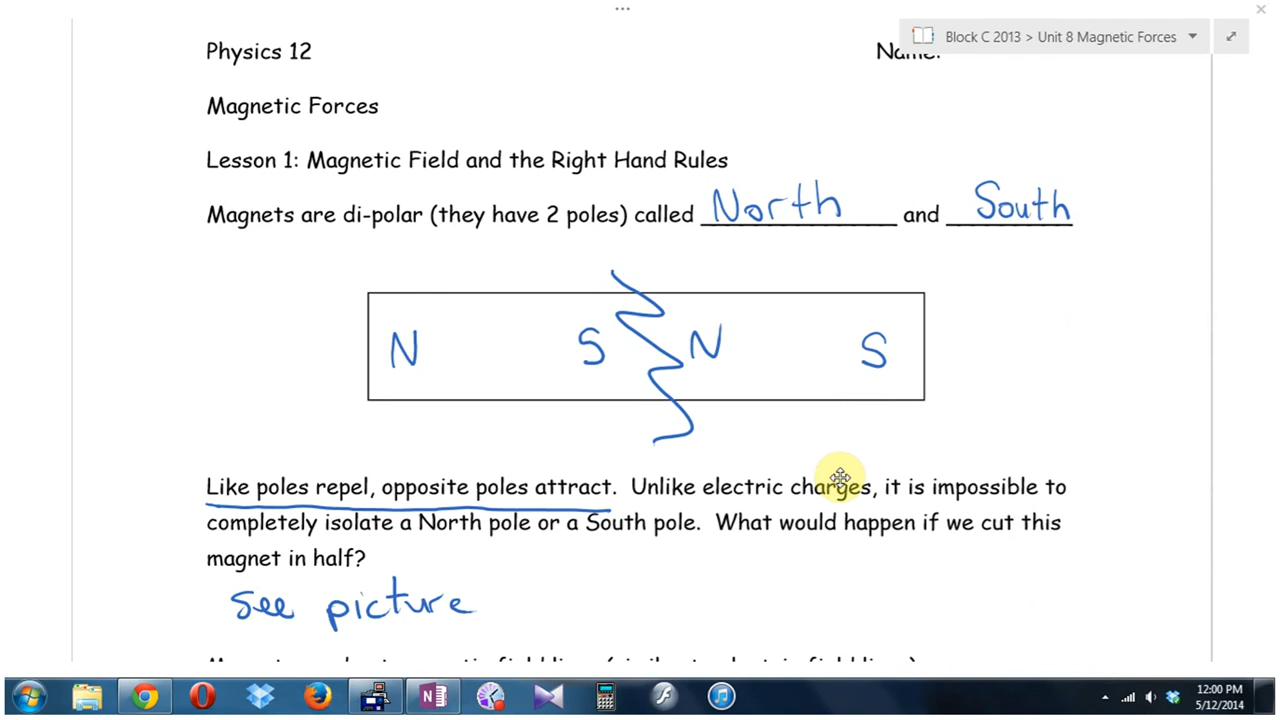 Block C 2013 > Unit 8 Magnetic Forces
Physics 12 Name:
Magnetic Forces
Lesson 1: Magnetic Field and the Right Hand Rules
Magnets are di-polar (they have 2 poles) called North and South
N S N S
Like poles repel, opposite poles attract. Unlike electric charges, it is impossible to
completely isolate a North pole or a South pole. What would happen if we cut this
magnet in half?
see picture
12:00 PM
5/12/2014